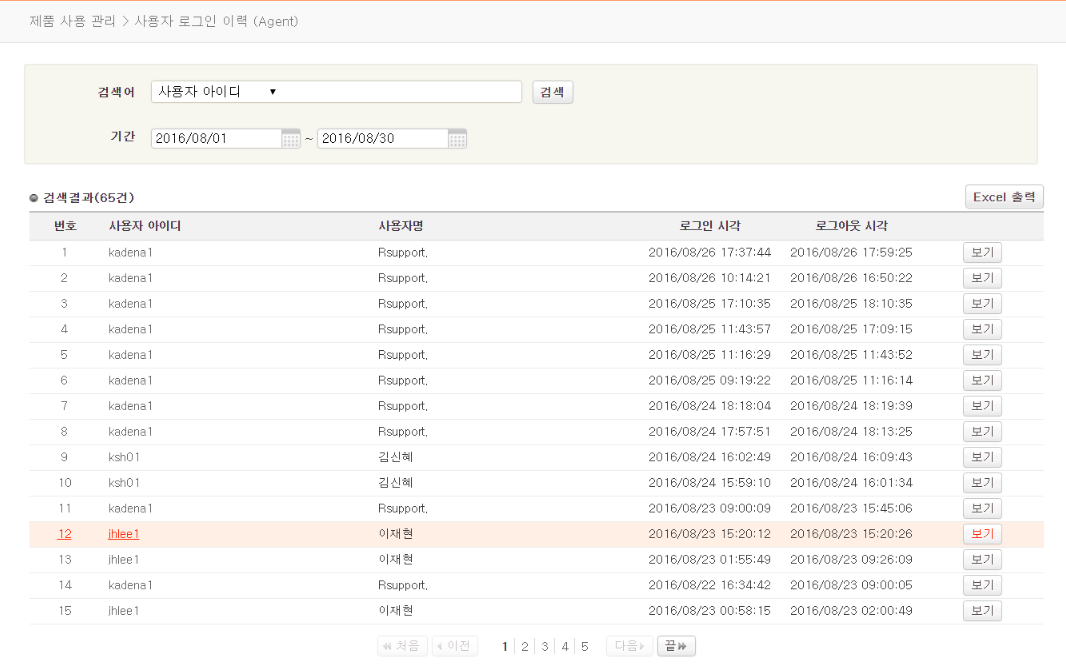 제품 사용 관리 > 사용자 로그인 이력 (Agent)
검색어 사용자 아이디 ▼ 검색
기간 2016/08/01 ~ 2016/08/30
검색결과(65건) Excel 출력
번호 사용자 아이디 사용자명 로그인 시각 로그아웃 시각
1 kadena1 Rsupport. 2016/08/26 17:37:44 2016/08/26 17:59:25 보기
2 kadena1 Rsupport. 2016/08/26 10:14:21 2016/08/26 16:50:22 보기
3 kadena1 Rsupport. 2016/08/25 17:10:35 2016/08/25 18:10:35 보기
4 kadena1 Rsupport. 2016/08/25 11:43:57 2016/08/25 17:09:15 보기
5 kadena1 Rsupport. 2016/08/25 11:16:29 2016/08/25 11:43:52 보기
6 kadena1 Rsupport. 2016/08/25 09:19:22 2016/08/25 11:16:14 보기
7 kadena1 Rsupport. 2016/08/24 18:18:04 2016/08/24 18:19:39 보기
8 kadena1 Rsupport. 2016/08/24 17:57:51 2016/08/24 18:13:25 보기
9 ksh01 김신혜 2016/08/24 16:02:49 2016/08/24 16:09:43 보기
10 ksh01 김신혜 2016/08/24 15:59:10 2016/08/24 16:01:34 보기
11 kadena1 Rsupport. 2016/08/23 09:00:09 2016/08/23 15:45:06 보기
12 jhlee1 이재현 2016/08/23 15:20:12 2016/08/23 15:20:26 보기
13 jhlee1 이재현 2016/08/23 01:55:49 2016/08/23 09:26:09 보기
14 kadena1 Rsupport. 2016/08/22 16:34:42 2016/08/23 09:00:05 보기
15 jhlee1 이재현 2016/08/23 00:58:15 2016/08/23 02:00:49 보기
처음 이전 1 2 3 4 5 다음 끝